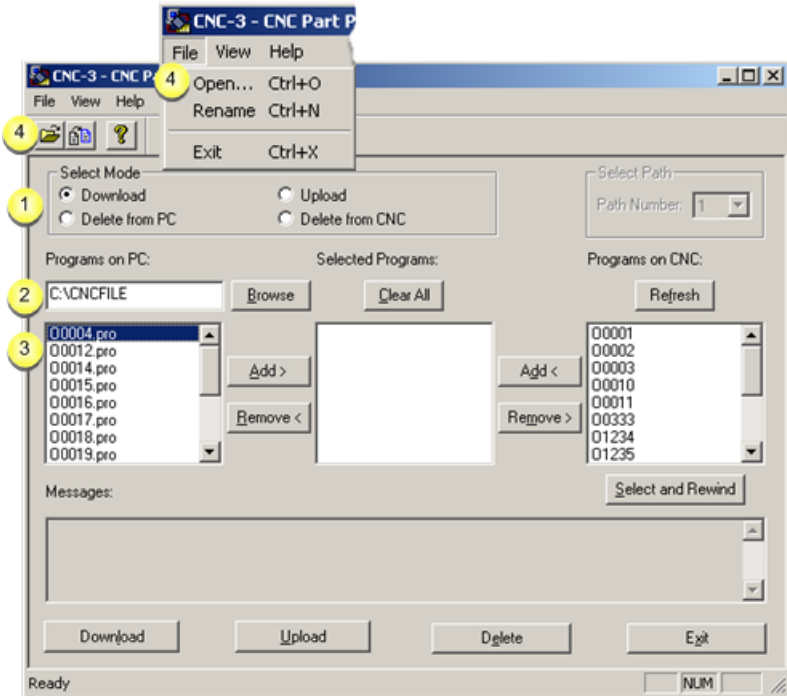 CNC-3 - CNC Part P
File View Help
4
Open... Ctrl+O
Rename Ctrl+N
Exit Ctrl+X
CNC-3 - CNC Pa
File View Help
4
1
Select Mode
Download Upload
Delete from PC Delete from CNC
Select Path
Path Number: 1
Programs on PC: Selected Programs: Programs on CNC:
2
C:\CNCFILE Browse Clear All Refresh
3
O0004.pro
O0012.pro
O0014.pro
O0015.pro
O0016.pro
O0017.pro
O0018.pro
O0019.pro
Add >
Remove <
Add <
Remove >
O0001
O0002
O0003
O0010
O0011
O0333
O1234
O1235
Select and Rewind
Messages:
Download Upload Delete Exit
Ready NUM